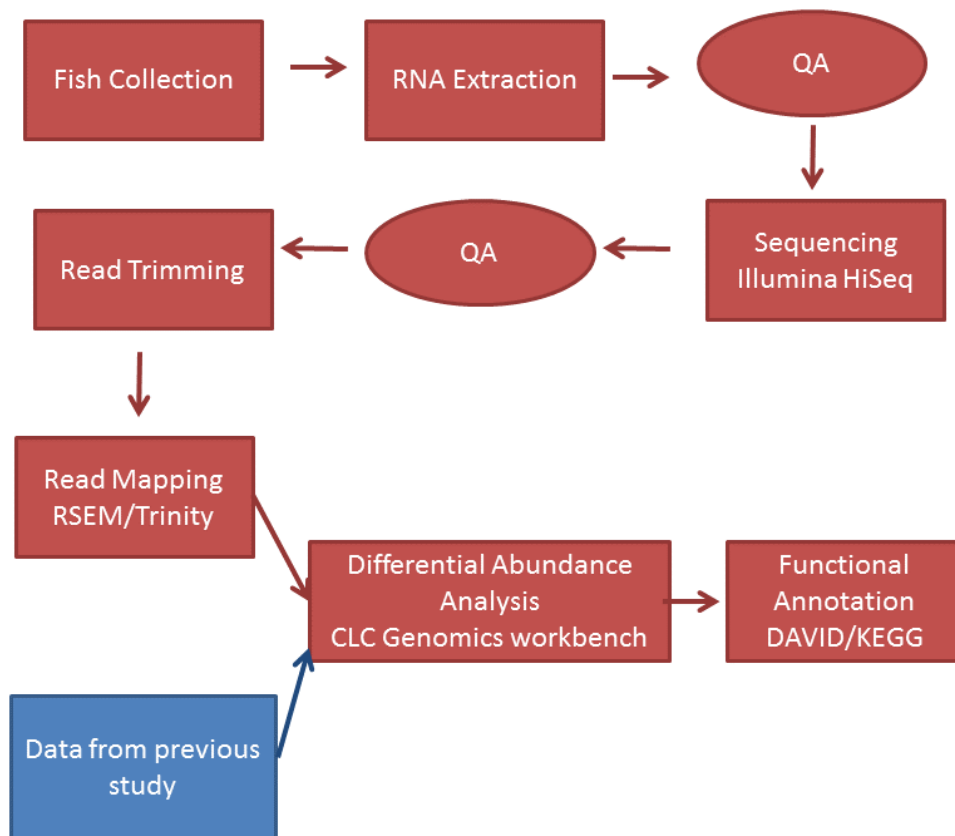 Fish Collection
RNA Extraction
QA
Sequencing
Illumina HiSeq
QA
Read Trimming
Read Mapping
RSEM/Trinity
Differential Abundance
Analysis
CLC Genomics workbench
Functional
Annotation
DAVID/KEGG
Data from previous
study